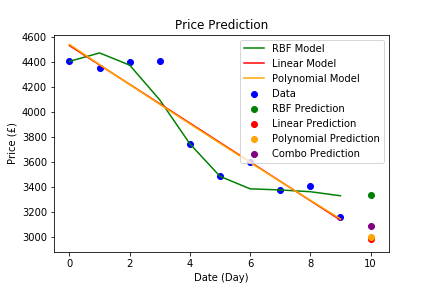 Price Prediction
4600
4400
4200
4000
3800
3600
3400
3200
3000
Price (£)
RBF Model
Linear Model
Polynomial Model
Data
RBF Prediction
Linear Prediction
Polynomial Prediction
Combo Prediction
0 2 4 6 8 10
Date (Day)